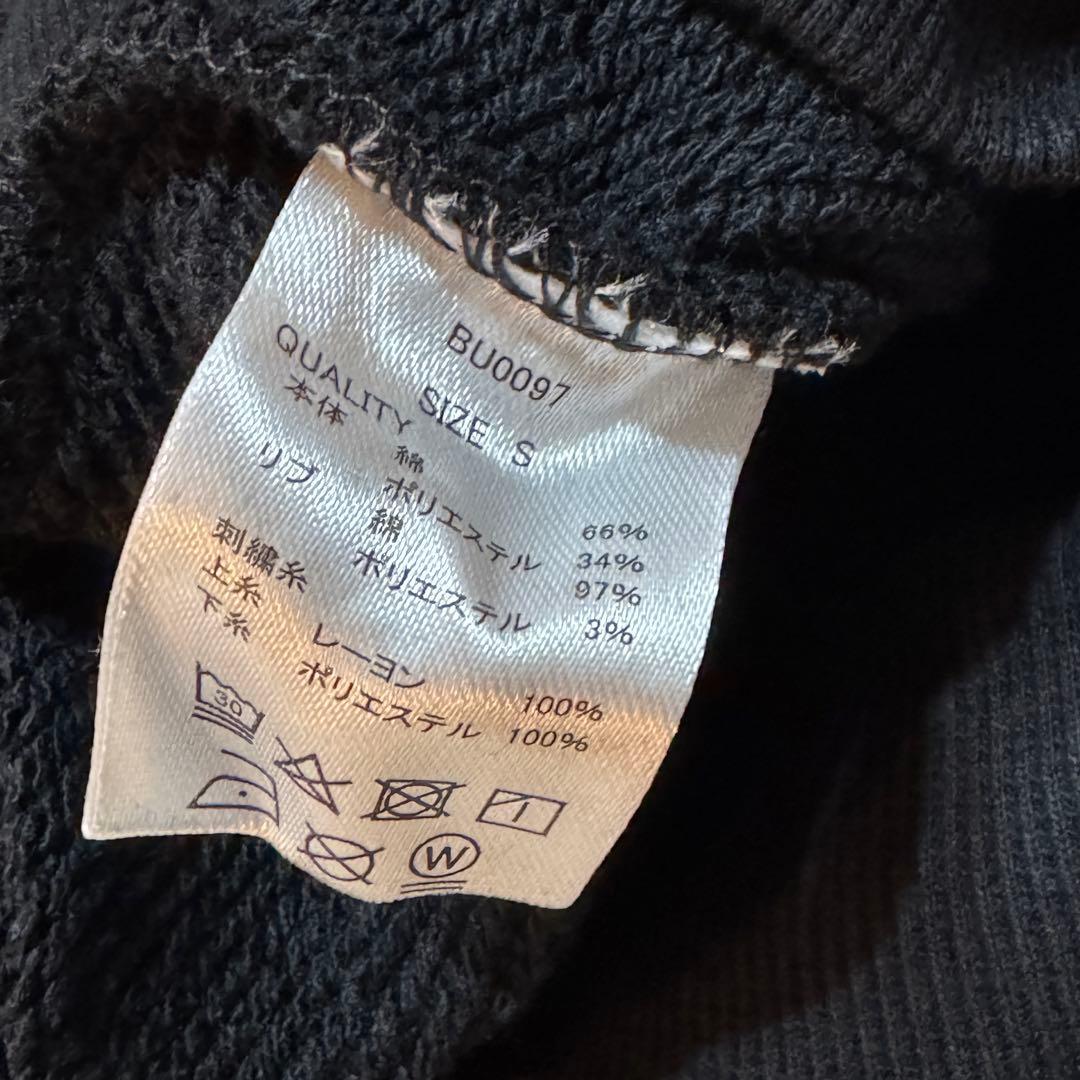 BU0097
QUALITY SIZE S
本体 綿 66%
ポリエステル 34%
リブ 綿 97%
ポリエステル 3%
刺繍糸
上糸 レーヨン 100%
下糸 ポリエステル 100%
30
W